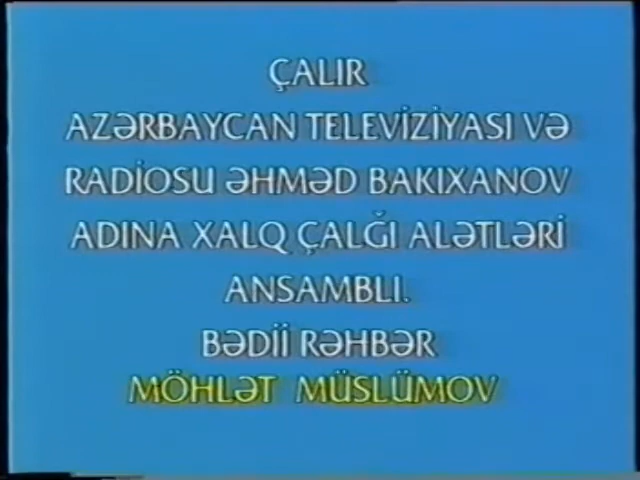 ÇALIR
AZƏRBAYCAN TELEVİZİYASI VƏ
RADİOSU ƏHMƏD BAKIXANOV
ADINA XALQ ÇALĞI ALƏTLƏRİ
ANSAMBLI.
BƏDİİ RƏHBƏR
MÖHLƏT MÜSLÜMOV